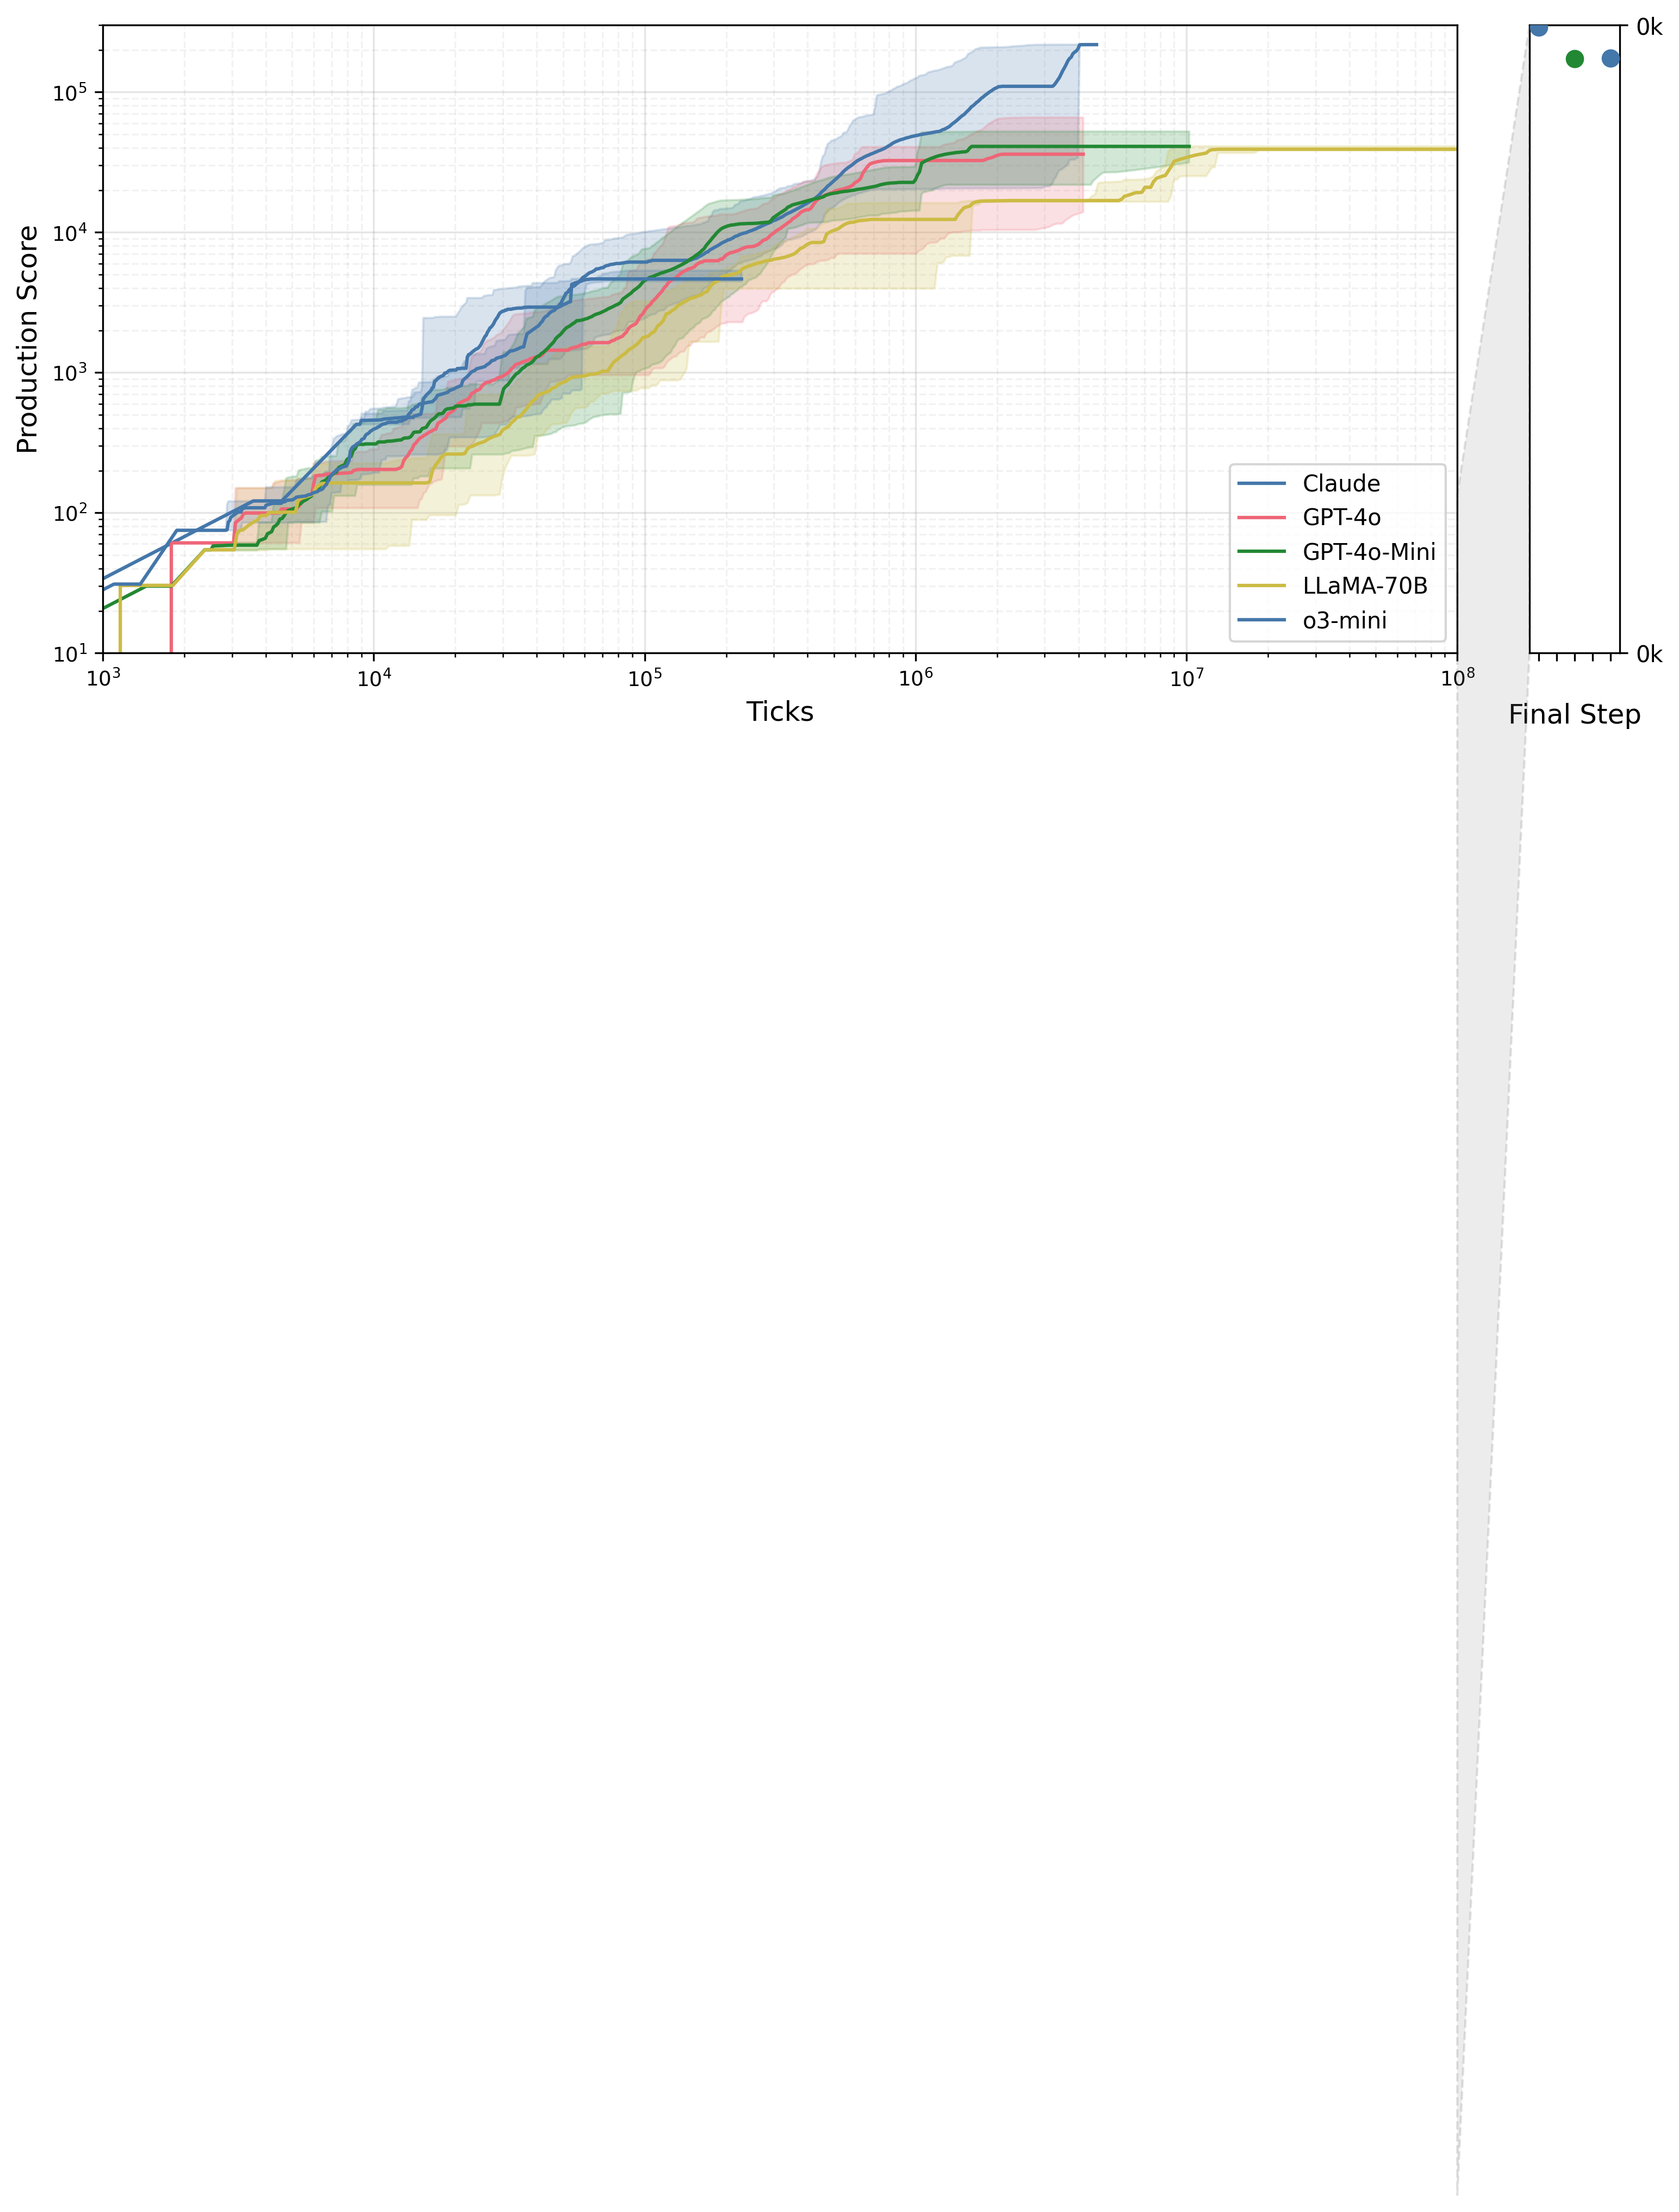 Production Score
10⁵
10⁴
10³
10²
10¹
10³
10⁴
10⁵
10⁶
10⁷
10⁸
Ticks
Claude
GPT-4o
GPT-4o-Mini
LLaMA-70B
o3-mini
0k
0k
Final Step